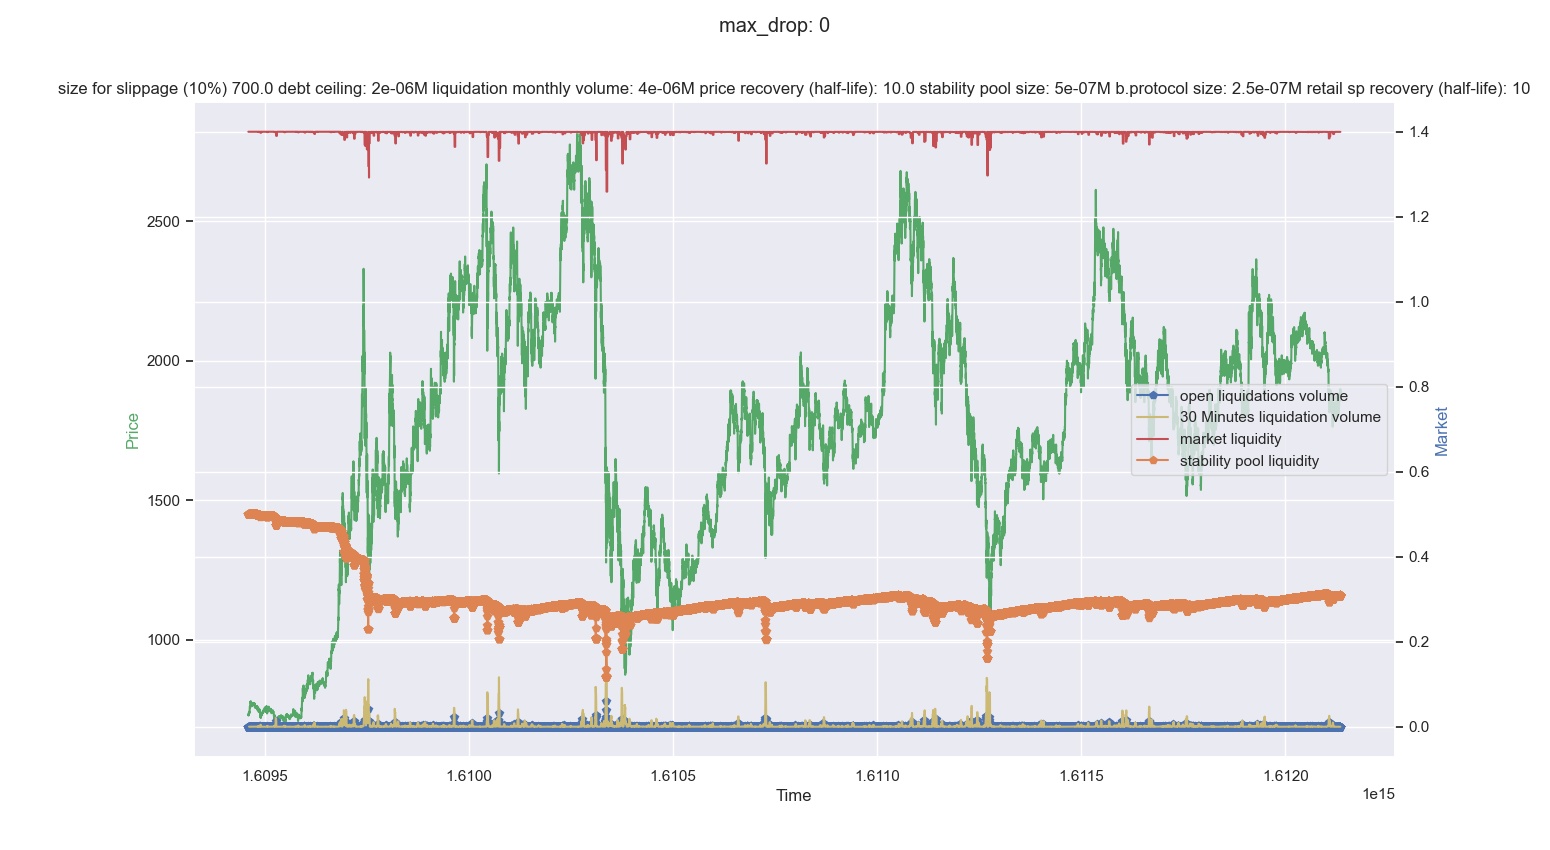 max_drop: 0
size for slippage (10%) 700.0 debt ceiling: 2e-06M liquidation monthly volume: 4e-06M price recovery (half-life): 10.0 stability pool size: 5e-07M b.protocol size: 2.5e-07M retail sp recovery (half-life): 10
1.4
2500
1.2
1.0
2000
0.8
open liquidations volume
30 Minutes liquidation volume
market liquidity
stability pool liquidity
Price
Market
0.6
1500
0.4
1000
0.2
0.0
1.6095 1.6100 1.6105 1.6110 1.6115 1.6120
Time
1e15